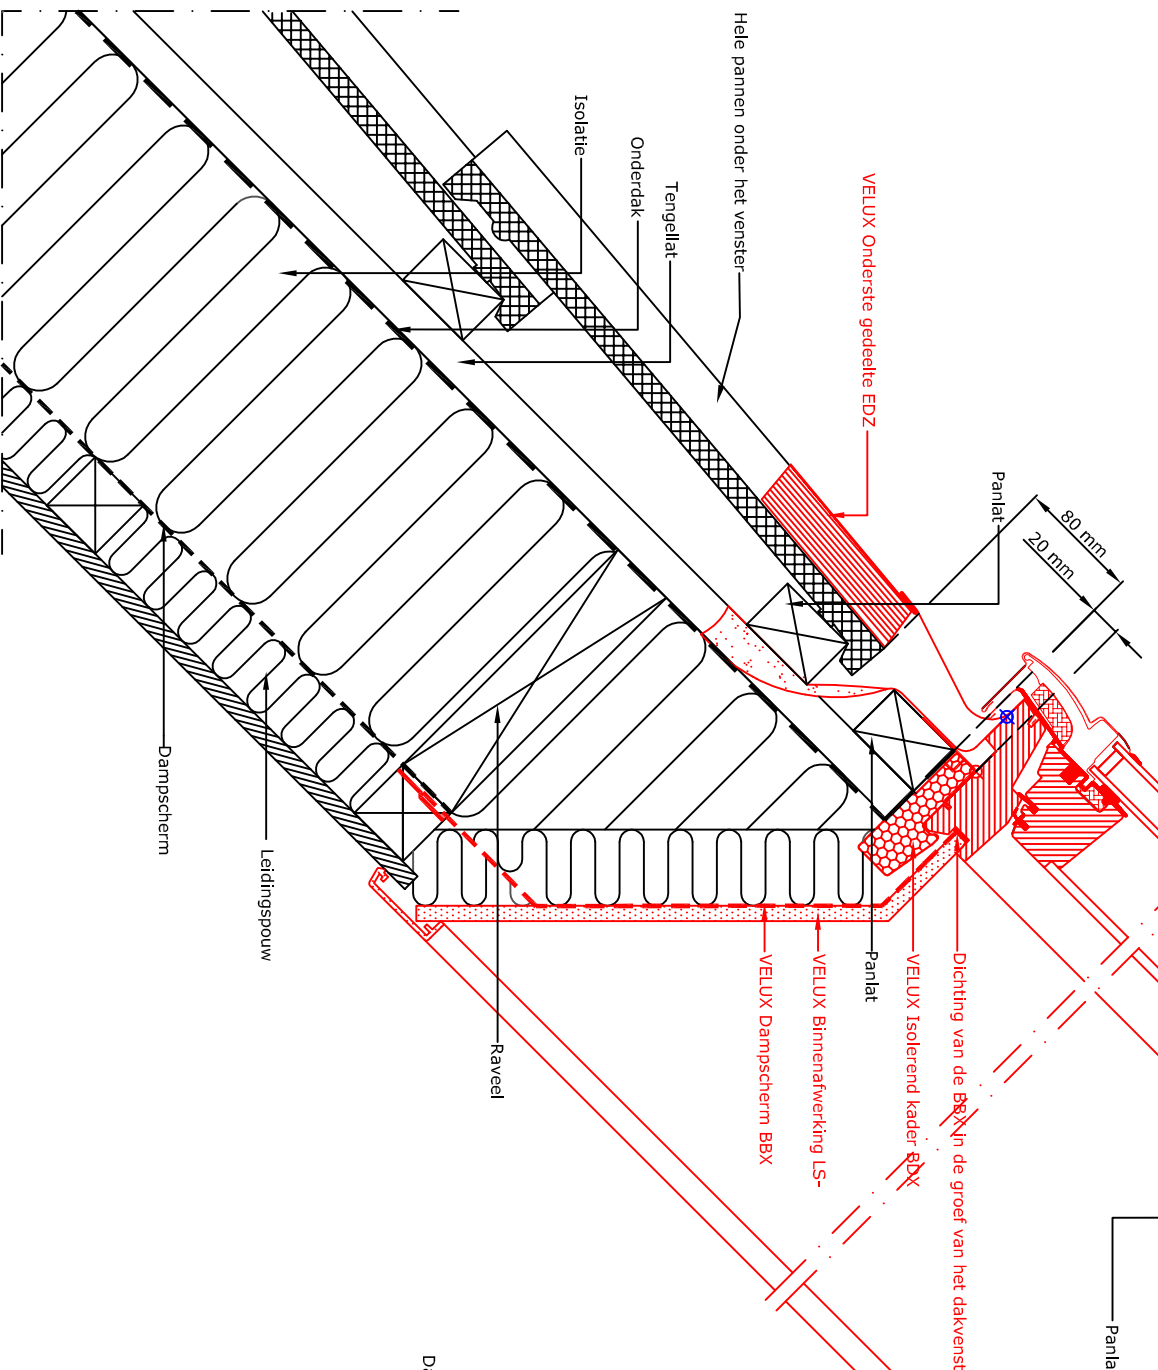 Hele pannen onder het venster
Isolatie
Onderdak
Tengellat
VELUX Onderste gedeelte EDZ
Panlat
80 mm
20 mm
Dampscherm
Leidingspouw
Raveel
VELUX Dampscherm BBX
VELUX Binnenafwerking LS-
Panlat
VELUX Isolerend kader BDX
Dichting van de BBX in de groef van het dakvenst
Panla
Da